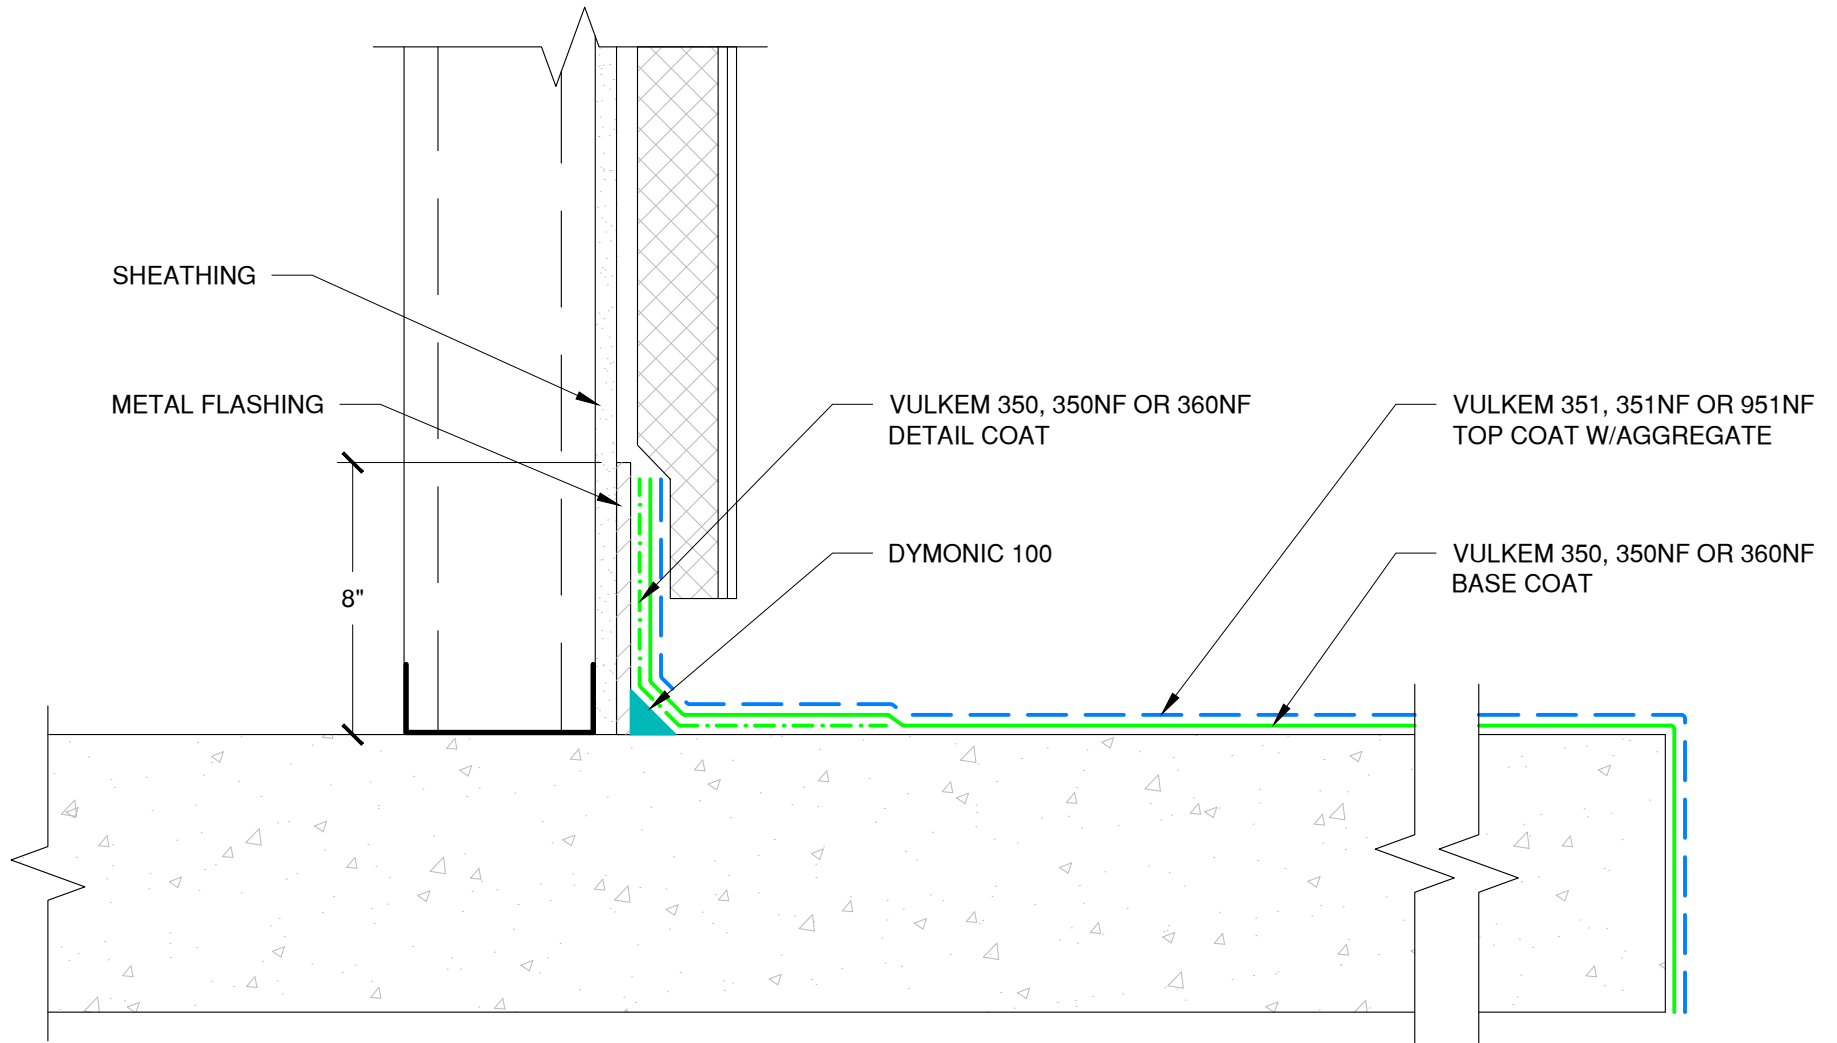 SHEATHING
METAL FLASHING
8"
VULKEM 350, 350NF OR 360NF
DETAIL COAT
DYMONIC 100
VULKEM 351, 351NF OR 951NF
TOP COAT W/AGGREGATE
VULKEM 350, 350NF OR 360NF
BASE COAT